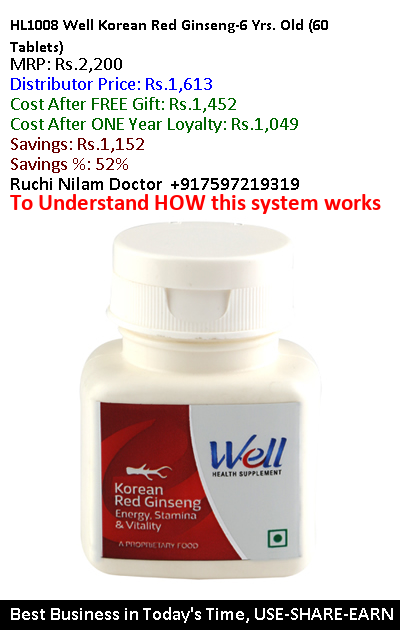 HL1008 Well Korean Red Ginseng-6 Yrs. Old (60
Tablets)
MRP: Rs.2,200
Distributor Price: Rs.1,613
Cost After FREE Gift: Rs.1,452
Cost After ONE Year Loyalty: Rs.1,049
Savings: Rs.1,152
Savings %: 52%
Ruchi Nilam Doctor  +917597219319
To Understand HOW this system works
Well
HEALTH SUPPLEMENT
Korean
Red Ginseng
Energy, Stamina
& Vitality
A PROPRIETARY FOOD
Best Business in Today's Time, USE-SHARE-EARN